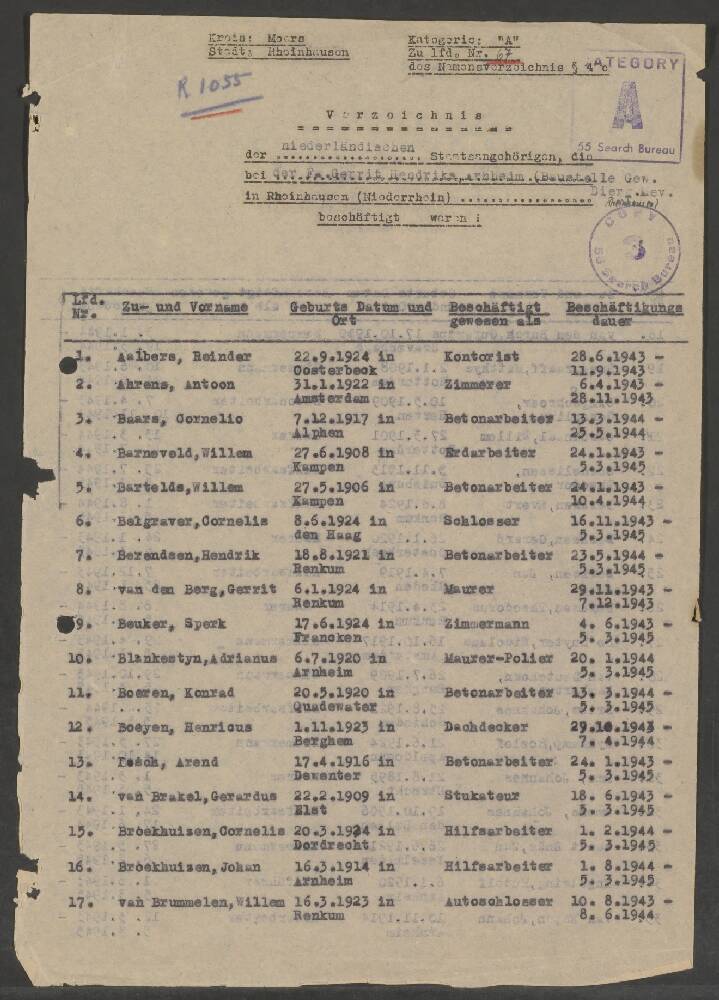 Kreis: Moers
Stadt: Rheinhausen
Kategorie: "A"
Zu lfd. Nr. 67
des Namensverzeichnis § 4 c
R 1055
CATEGORY
A
55 Search Bureau
Verzeichnis
der niederländischen Staatsangehörigen, die
bei der Fa. Gerrit Hendriks, Arnheim (Baustelle Gew.
in Rheinhausen (Niederrhein) Dierg.Mev.
beschäftigt waren :
COPY
3
55 Search Bureau
Lfd. Nr. Zu- und Vorname Geburts Datum und Ort Beschäftigt gewesen als Beschäftigungs dauer
1. Aalbers, Reinder 22.9.1924 in Kontorist 28.6.1943 -
Oosterbeck 11.9.1943
2. Ahrens, Antoon 31.1.1922 in Zimmerer 6.4.1943 -
Amsterdam 28.11.1943
3. Baars, Cornelio 7.12.1917 in Betonarbeiter 13.3.1944 -
Alphen 25.5.1944
4. Barneveld,Willem 27.6.1908 in Erdarbeiter 24.1.1943 -
Kampen 5.3.1945
5. Bartelds,Willem 27.5.1906 in Betonarbeiter 24.1.1943 -
Kampen 10.4.1944
6. Belgraver,Cornelis 8.6.1924 in Schlosser 16.11.1943 -
den Haag 5.3.1945
7. Berendsen,Hendrik 18.8.1921 in Betonarbeiter 23.5.1944 -
Renkum 5.3.1945
8. van den Berg,Gerrit 6.1.1924 in Maurer 29.11.1943 -
Renkum 7.12.1943
9. Beuker, Sperk 17.6.1924 in Zimmermann 4. 6.1943 -
Francken 5. 3.1945
10. Blankestyn,Adrianus 6.7.1920 in Maurer-Polier 20. 1.1944 -
Arnheim 5. 3.1945
11. Boeren, Konrad 20.5.1920 in Betonarbeiter 13. 3.1944 -
Quadewater 5. 3.1945
12. Boeyen, Henricus 1.11.1923 in Dachdecker 29.10.1943 -
Berghem 7. 4.1944
13. Arend 17.4.1916 in Betonarbeiter 24. 1.1943 -
Dewenter 5. 3.1945
14. van Brakel,Gerardus 22.2.1909 in Stukateur 18. 6.1943 -
Elst 5. 3.1945
15. Broekhuizen,Cornelis 20.3.1924 in Hilfsarbeiter 1. 2.1944 -
Dordrecht 5. 3.1945
16. Broekhuizen, Johan 16.3.1914 in Hilfsarbeiter 1. 8.1944 -
Arnheim 5. 3.1945
17. van Brummelen,Willem 16.3.1923 in Autoschlosser 10. 8.1943 -
Renkum 8. 6.1944